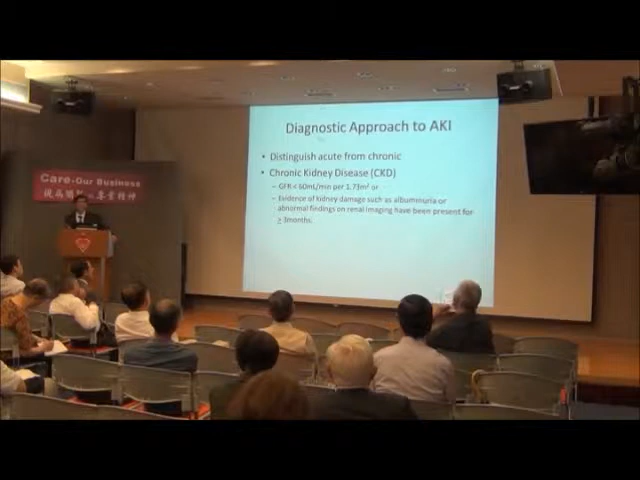 Diagnostic Approach to AKI
• Distinguish acute from chronic
• Chronic Kidney Disease (CKD)
– GFR < 60mL/min per 1.73m² or
– Evidence of kidney damage such as albuminuria or
abnormal findings on renal imaging have been present for
≥ 3months.
Care-Our Business